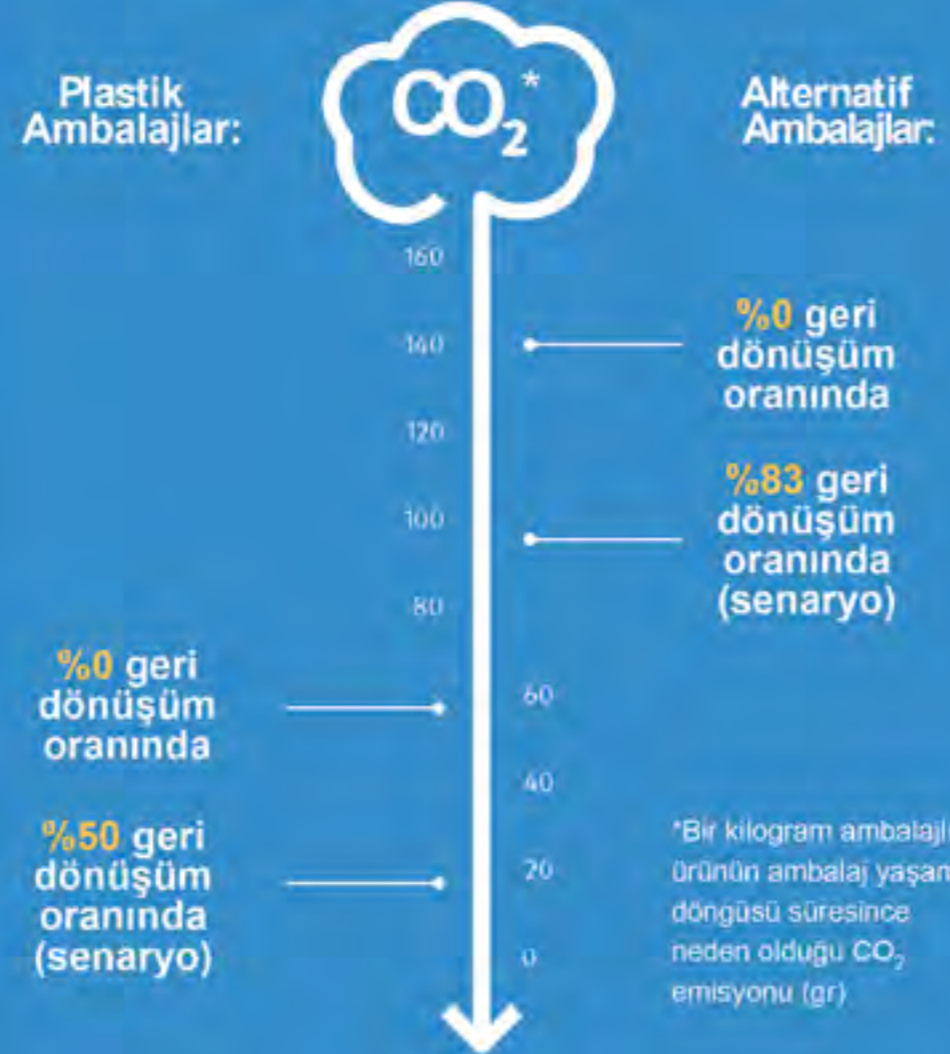 Plastik
Ambalajlar:
CO₂*
Alternatif
Ambalajlar:
160
140
120
100
80
60
40
20
0
%0 geri
dönüşüm
oranında
%83 geri
dönüşüm
oranında
(senaryo)
%0 geri
dönüşüm
oranında
%50 geri
dönüşüm
oranında
(senaryo)
*Bir kilogram ambalajlı
ürünün ambalaj yaşam
döngüsü süresince
neden olduğu CO₂
emisyonu (gr)